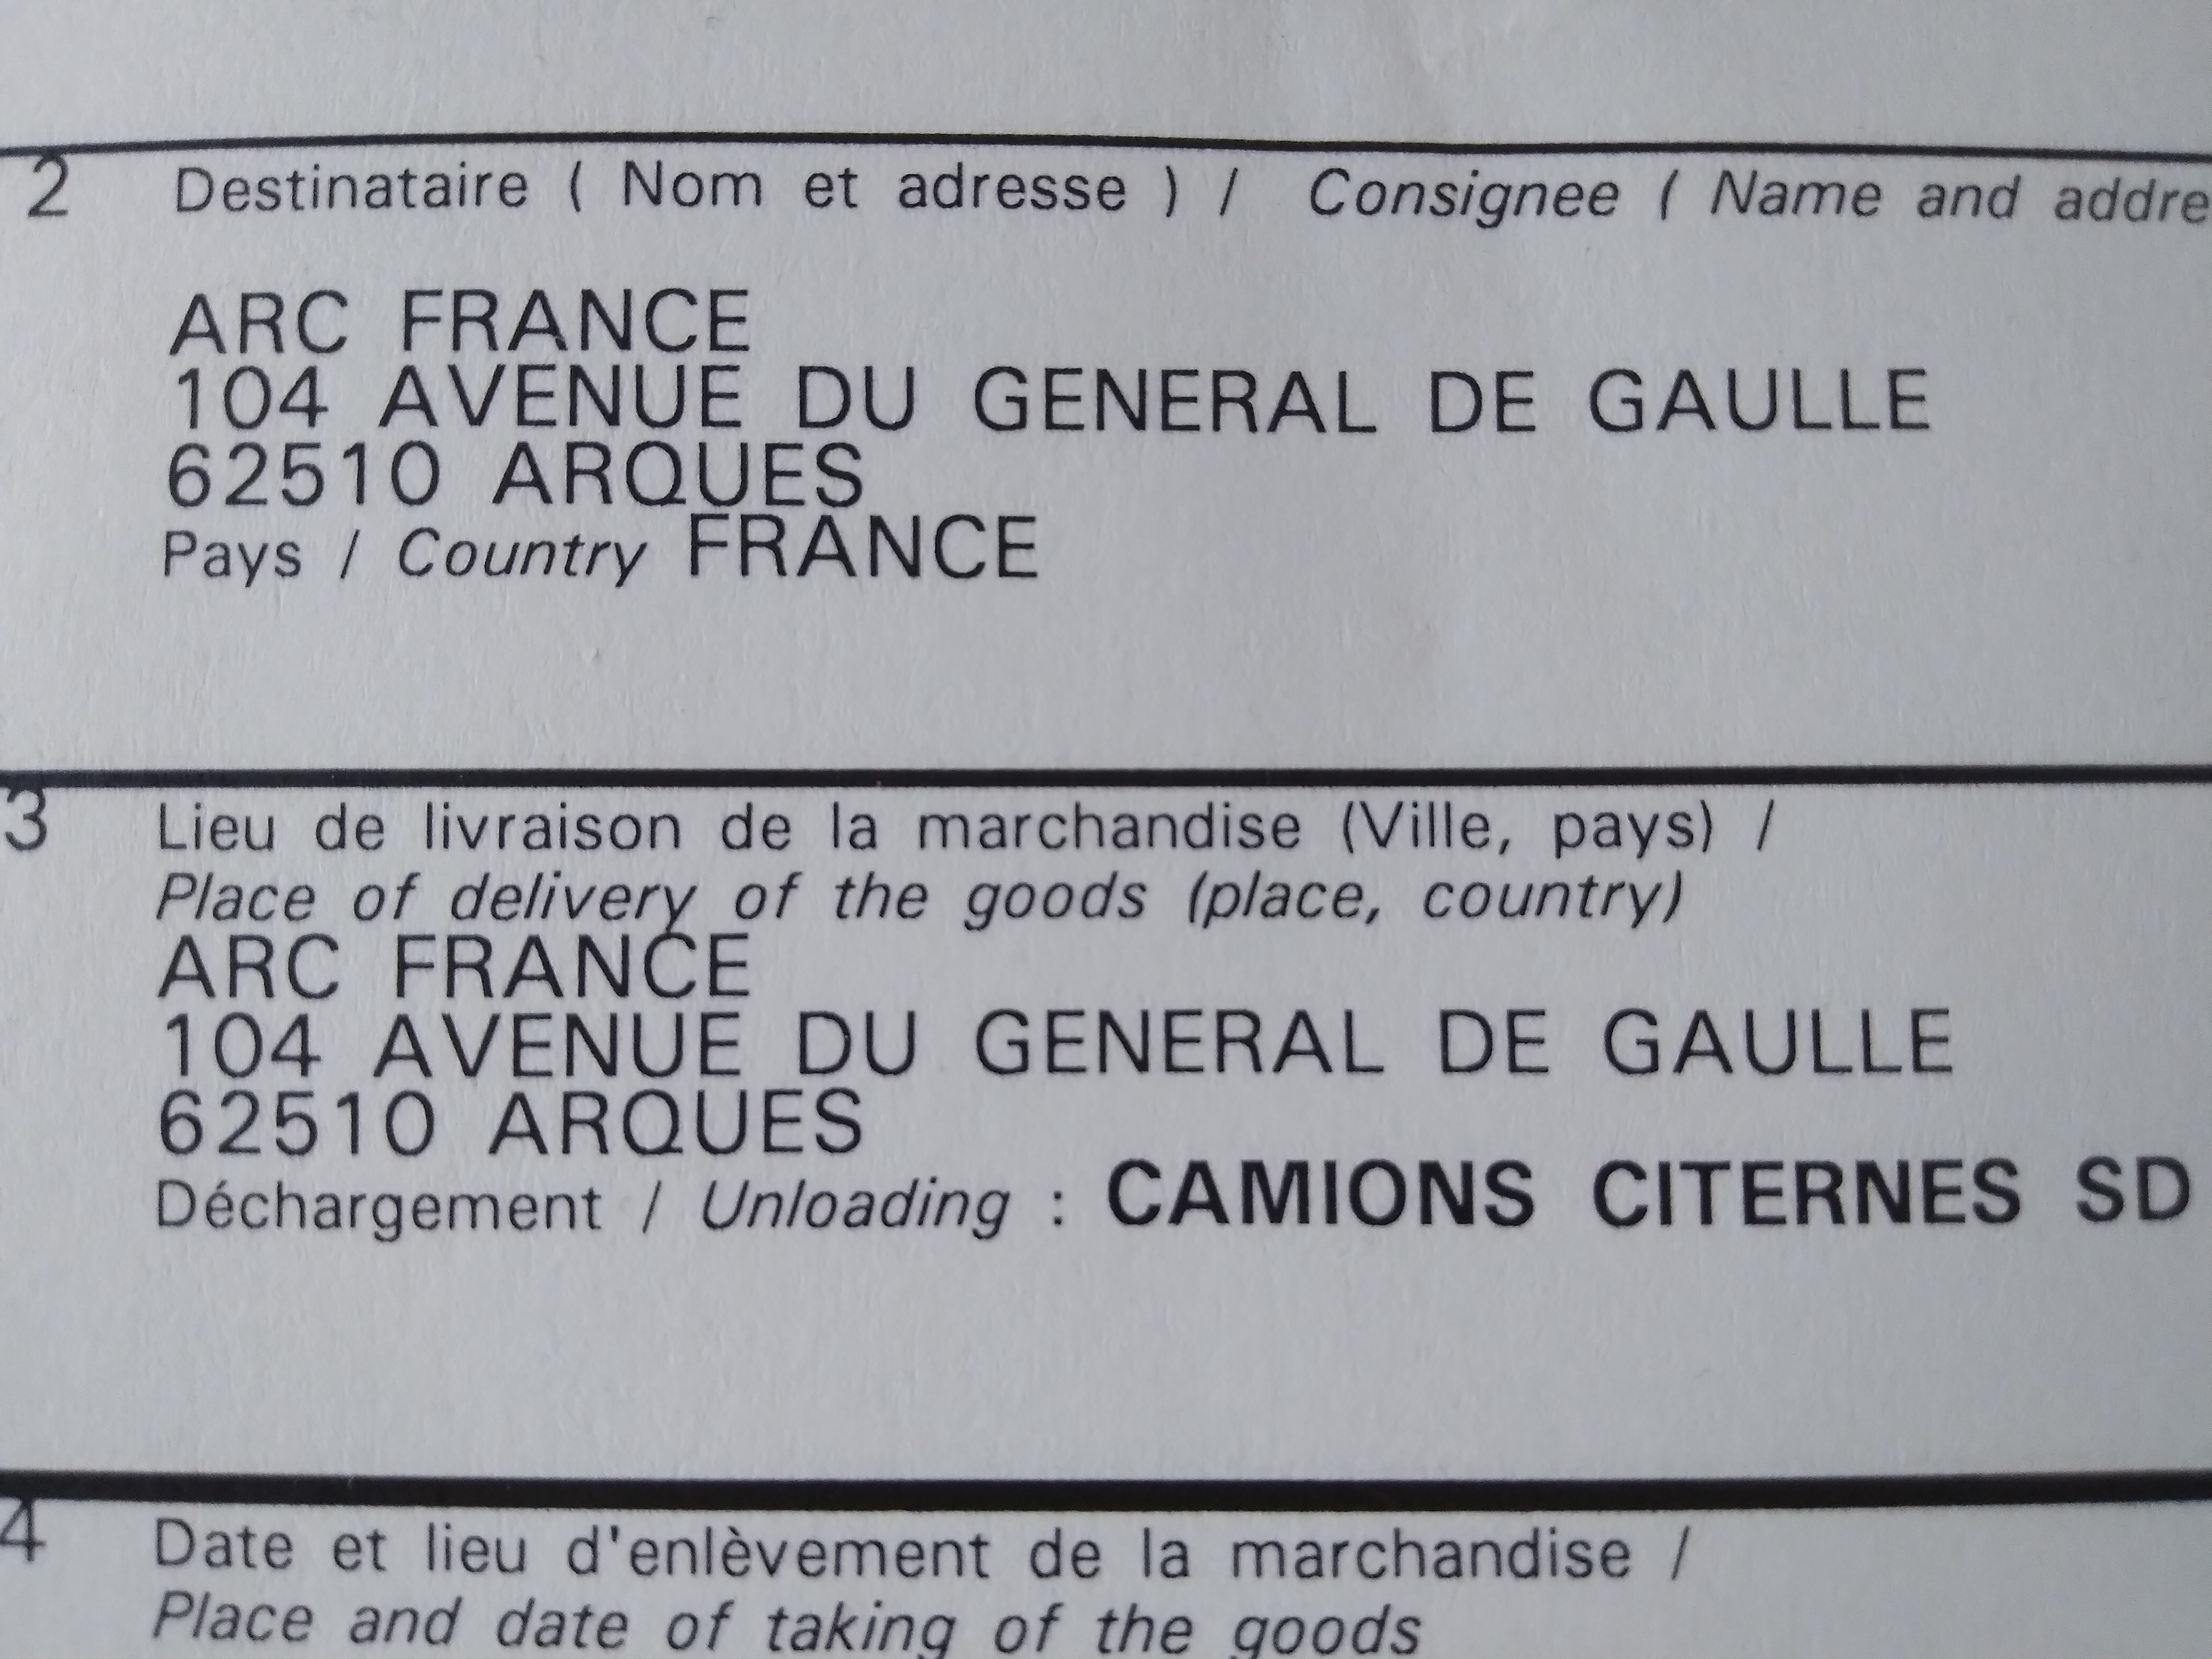 2 Destinataire ( Nom et adresse ) / Consignee ( Name and addre
ARC FRANCE
104 AVENUE DU GENERAL DE GAULLE
62510 ARQUES
Pays / Country FRANCE
3 Lieu de livraison de la marchandise (Ville, pays) /
Place of delivery of the goods (place, country)
ARC FRANCE
104 AVENUE DU GENERAL DE GAULLE
62510 ARQUES
Déchargement / Unloading : CAMIONS CITERNES SD
4 Date et lieu d'enlèvement de la marchandise /
Place and date of taking of the goods